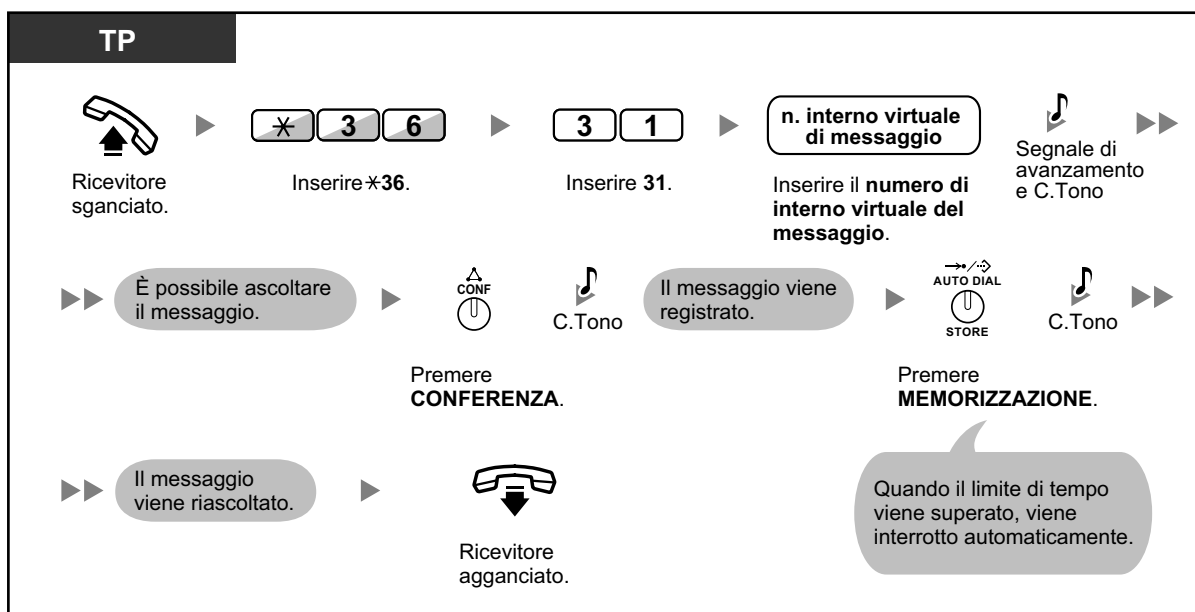 TP
✳ 3 6
3 1
n. interno virtuale
di messaggio
Ricevitore
sganciato.
Inserire ✳36.
Inserire 31.
Inserire il numero di
interno virtuale del
messaggio.
Segnale di
avanzamento
e C.Tono
È possibile ascoltare
il messaggio.
CONF
C.Tono
Il messaggio viene
registrato.
AUTO DIAL
STORE
C.Tono
Premere
CONFERENZA.
Premere
MEMORIZZAZIONE.
Il messaggio
viene riascoltato.
Ricevitore
agganciato.
Quando il limite di tempo
viene superato, viene
interrotto automaticamente.